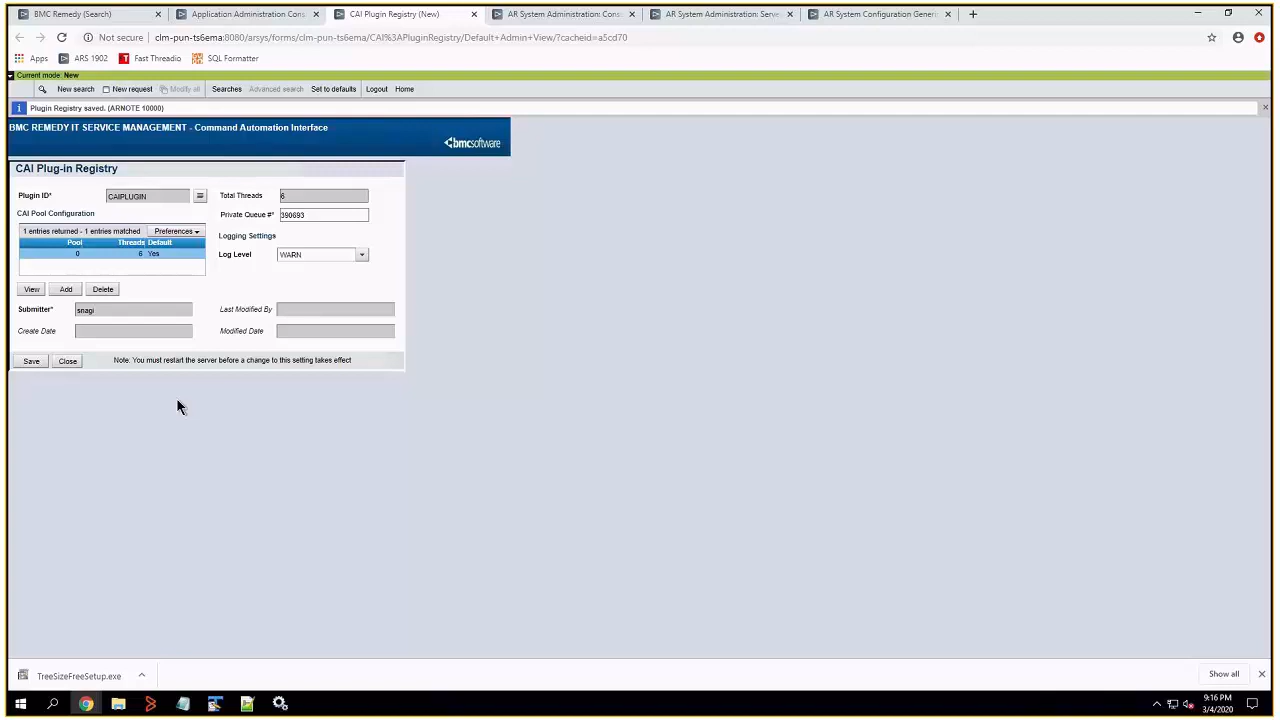 BMC Remedy (Search)
Application Administration Cons
CAI Plugin Registry (New)
AR System Administration: Cons
AR System Administration: Serve
AR System Configuration Generi
Not secure
clm-pun-ts6ema:8080/arsys/forms/clm-pun-ts6ema/CAI%3APluginRegistry/Default+Admin+View/?cacheid=a5cd70
Apps
ARS 1902
Fast Threadio
SQL Formatter
Current mode: New
New search
New request
Modify all
Searches
Advanced search
Set to defaults
Logout
Home
Plugin Registry saved. (ARNOTE 10000)
BMC REMEDY IT SERVICE MANAGEMENT - Command Automation Interface
bmcsoftware
CAI Plug-in Registry
Plugin ID*
CAIPLUGIN
Total Threads
6
CAI Pool Configuration
Private Queue #*
390693
1 entries returned - 1 entries matched
Preferences
Logging Settings
Pool
Threads
Default
0
6
Yes
Log Level
WARN
View
Add
Delete
Submitter*
snagi
Last Modified By
Create Date
Modified Date
Save
Close
Note: You must restart the server before a change to this setting takes effect
TreeSizeFreeSetup.exe
Show all
9:16 PM
3/4/2020